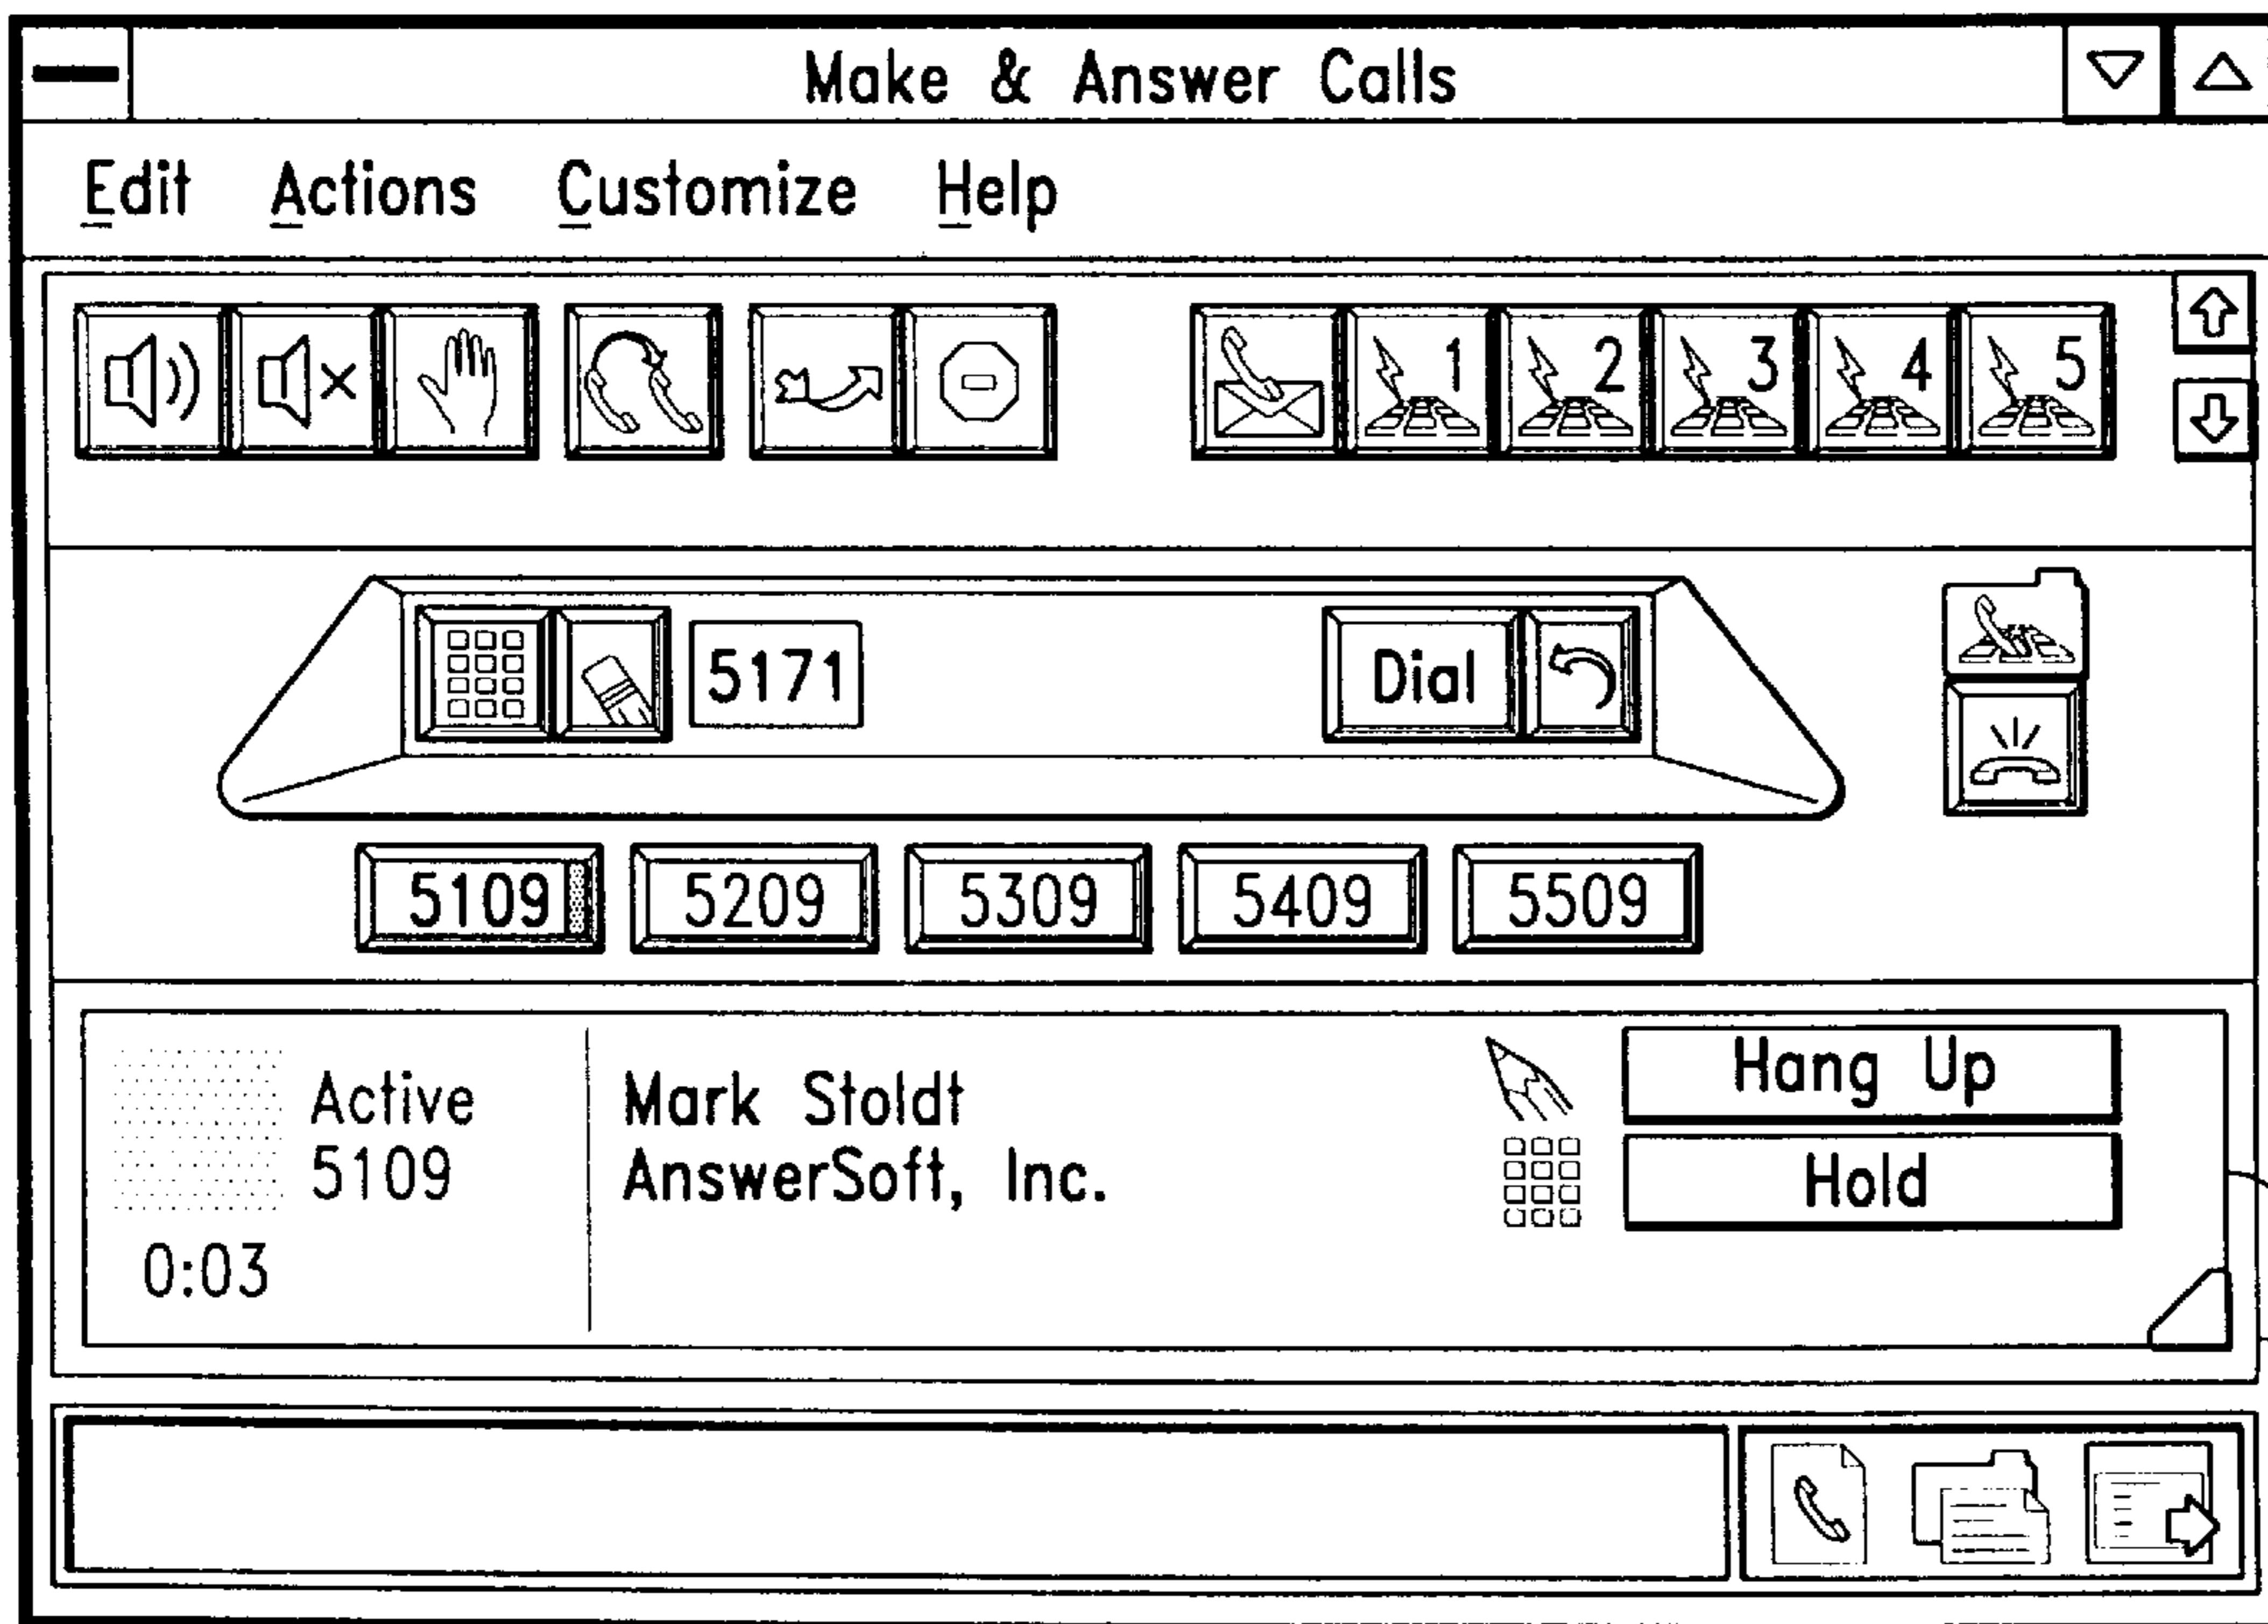 Make & Answer Calls
Edit Actions Customize Help
1 2 3 4 5
5171 Dial
5109 5209 5309 5409 5509
Active Mark Stoldt Hang Up
5109 AnswerSoft, Inc. Hold
0:03